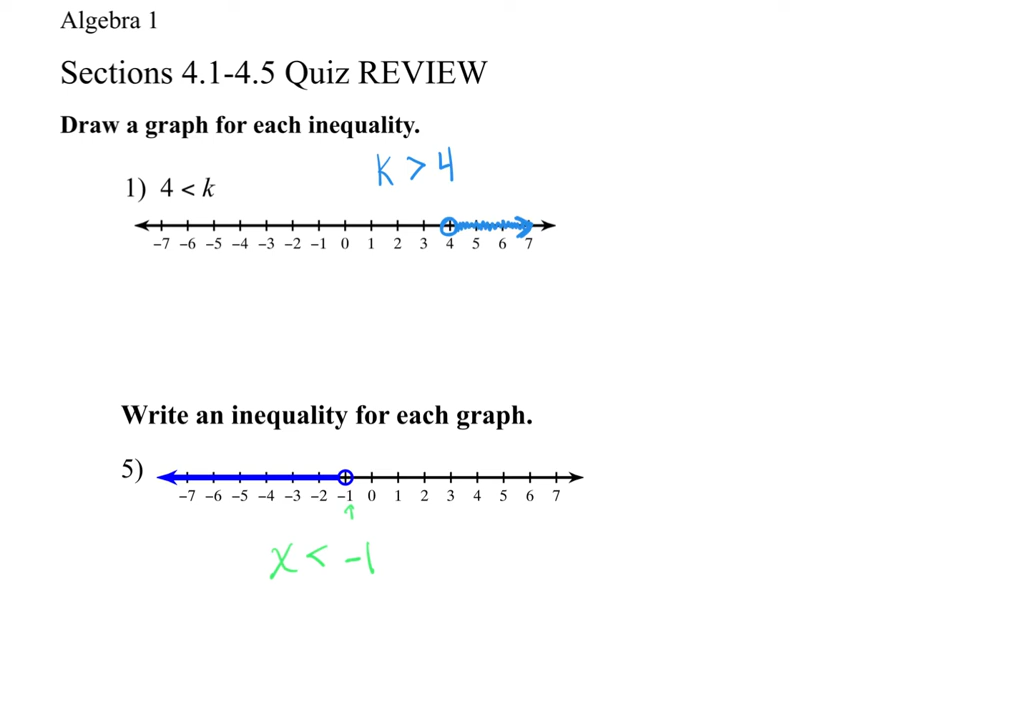 Algebra 1
Sections 4.1-4.5 Quiz REVIEW
Draw a graph for each inequality.
k > 4
1) 4 < k
−7 −6 −5 −4 −3 −2 −1 0 1 2 3 4 5 6 7
Write an inequality for each graph.
5)
−7 −6 −5 −4 −3 −2 −1 0 1 2 3 4 5 6 7
↑
x < -1